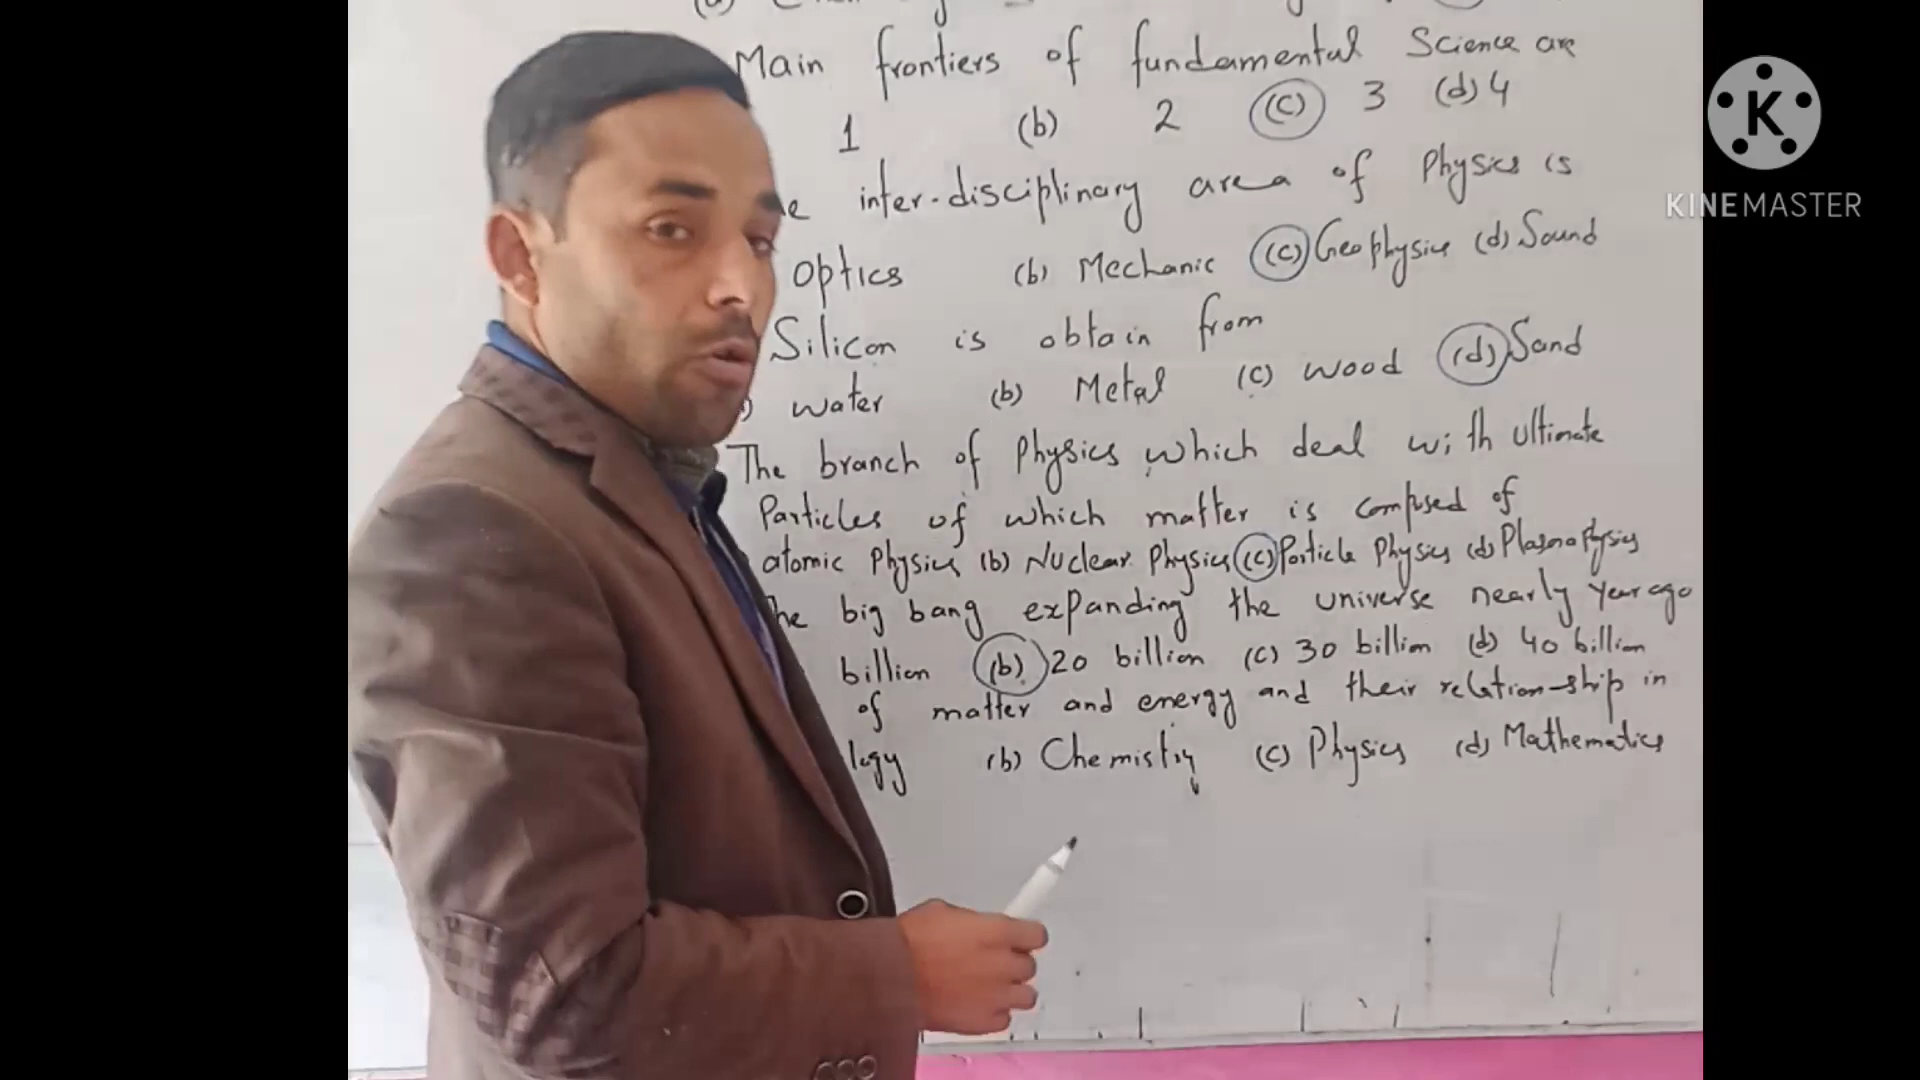 Main frontiers of fundamental Science are
1 (b) 2 (c) 3 (d) 4
inter-disciplinary area of Physics is
Optics (b) Mechanic (c) Geophysics (d) Sound
Silicon is obtain from
water (b) Metal (c) wood (d) Sand
The branch of Physics which deal with ultimate
Particles of which matter is composed of
atomic Physics (b) Nuclear Physics (c) Particle Physics (d) Plasma Physics
he big bang expanding the universe nearly year ago
billion (b) 20 billion (c) 30 billion (d) 40 billion
of matter and energy and their relation-ship in
logy (b) Chemistry (c) Physics (d) Mathematics
K
KINEMASTER